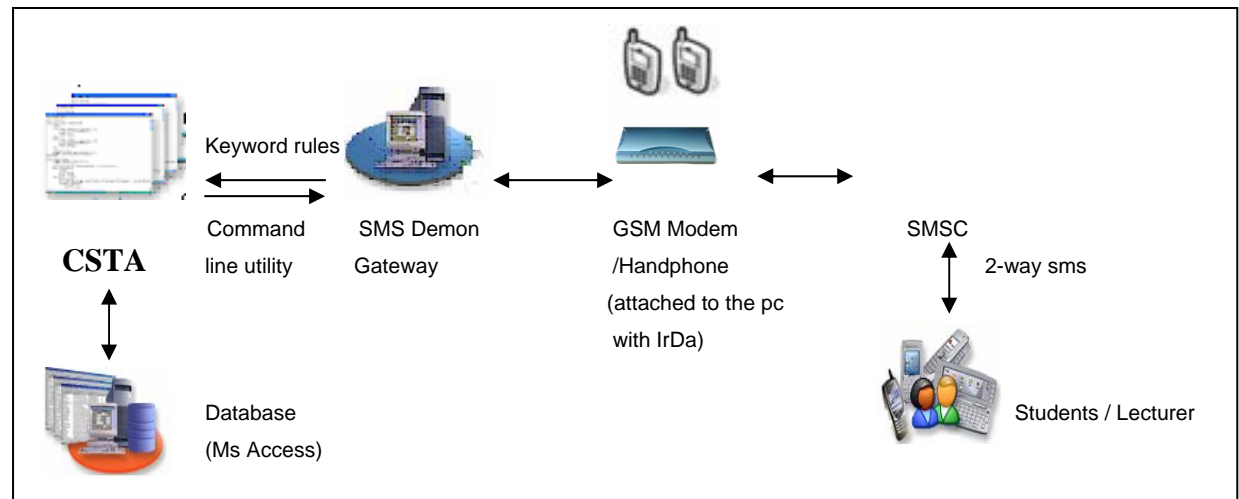 Keyword rules
Command
line utility
SMS Demon
Gateway
GSM Modem
/Handphone
(attached to the pc
with IrDa)
SMSC
2-way sms
CSTA
Database
(Ms Access)
Students / Lecturer